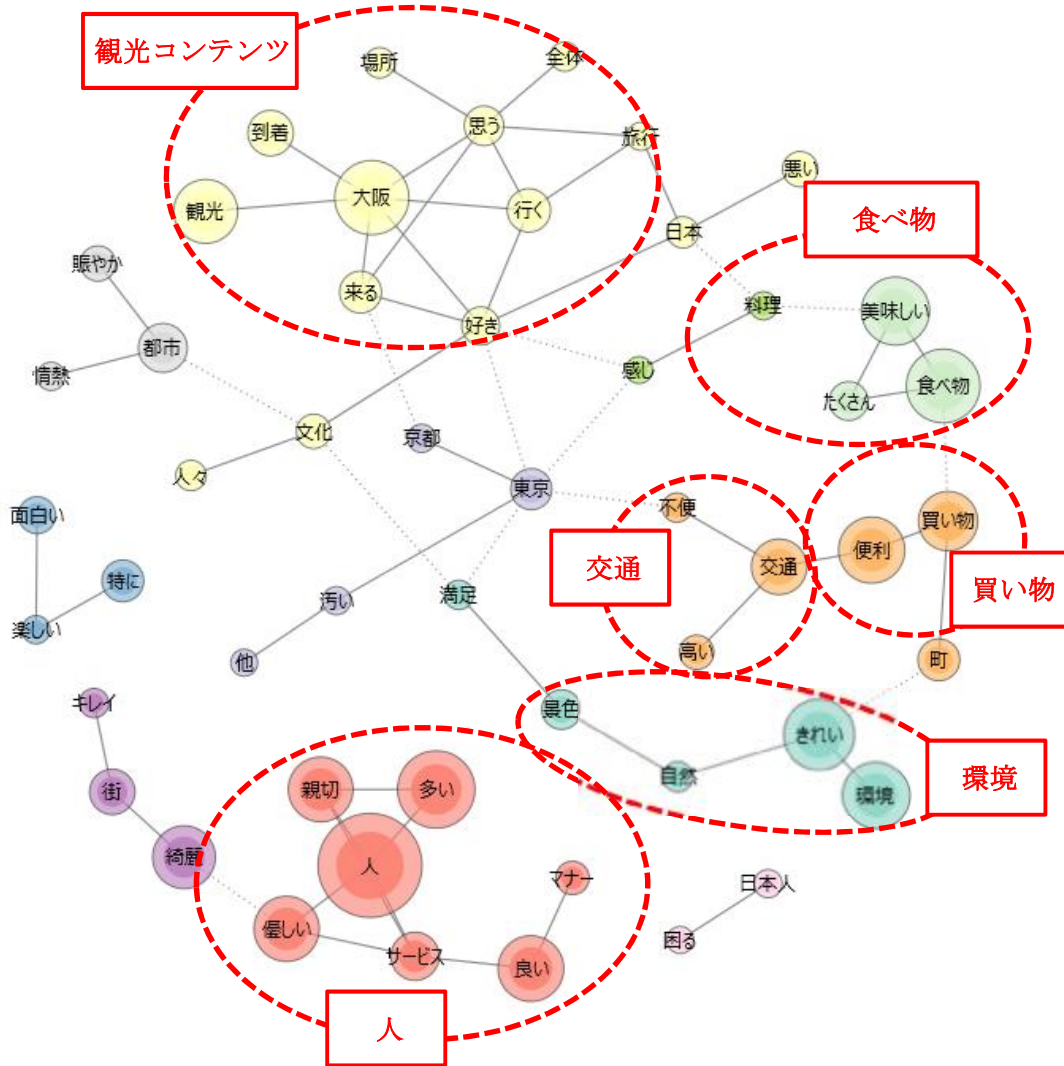 観光コンテンツ
場所
全体
到着
思う
旅行
悪い
大阪
観光
行く
日本
食べ物
賑やか
来る
好き
料理
美味しい
都市
情熱
感じ
食べ物
たくさん
文化
京都
人々
東京
不便
買い物
面白い
便利
交通
交通
特に
買い物
満足
汚い
楽しい
高い
町
他
キレイ
景色
きれい
自然
環境
環境
親切
多い
街
綺麗
人
マナー
日本人
優しい
サービス
良い
困る
人